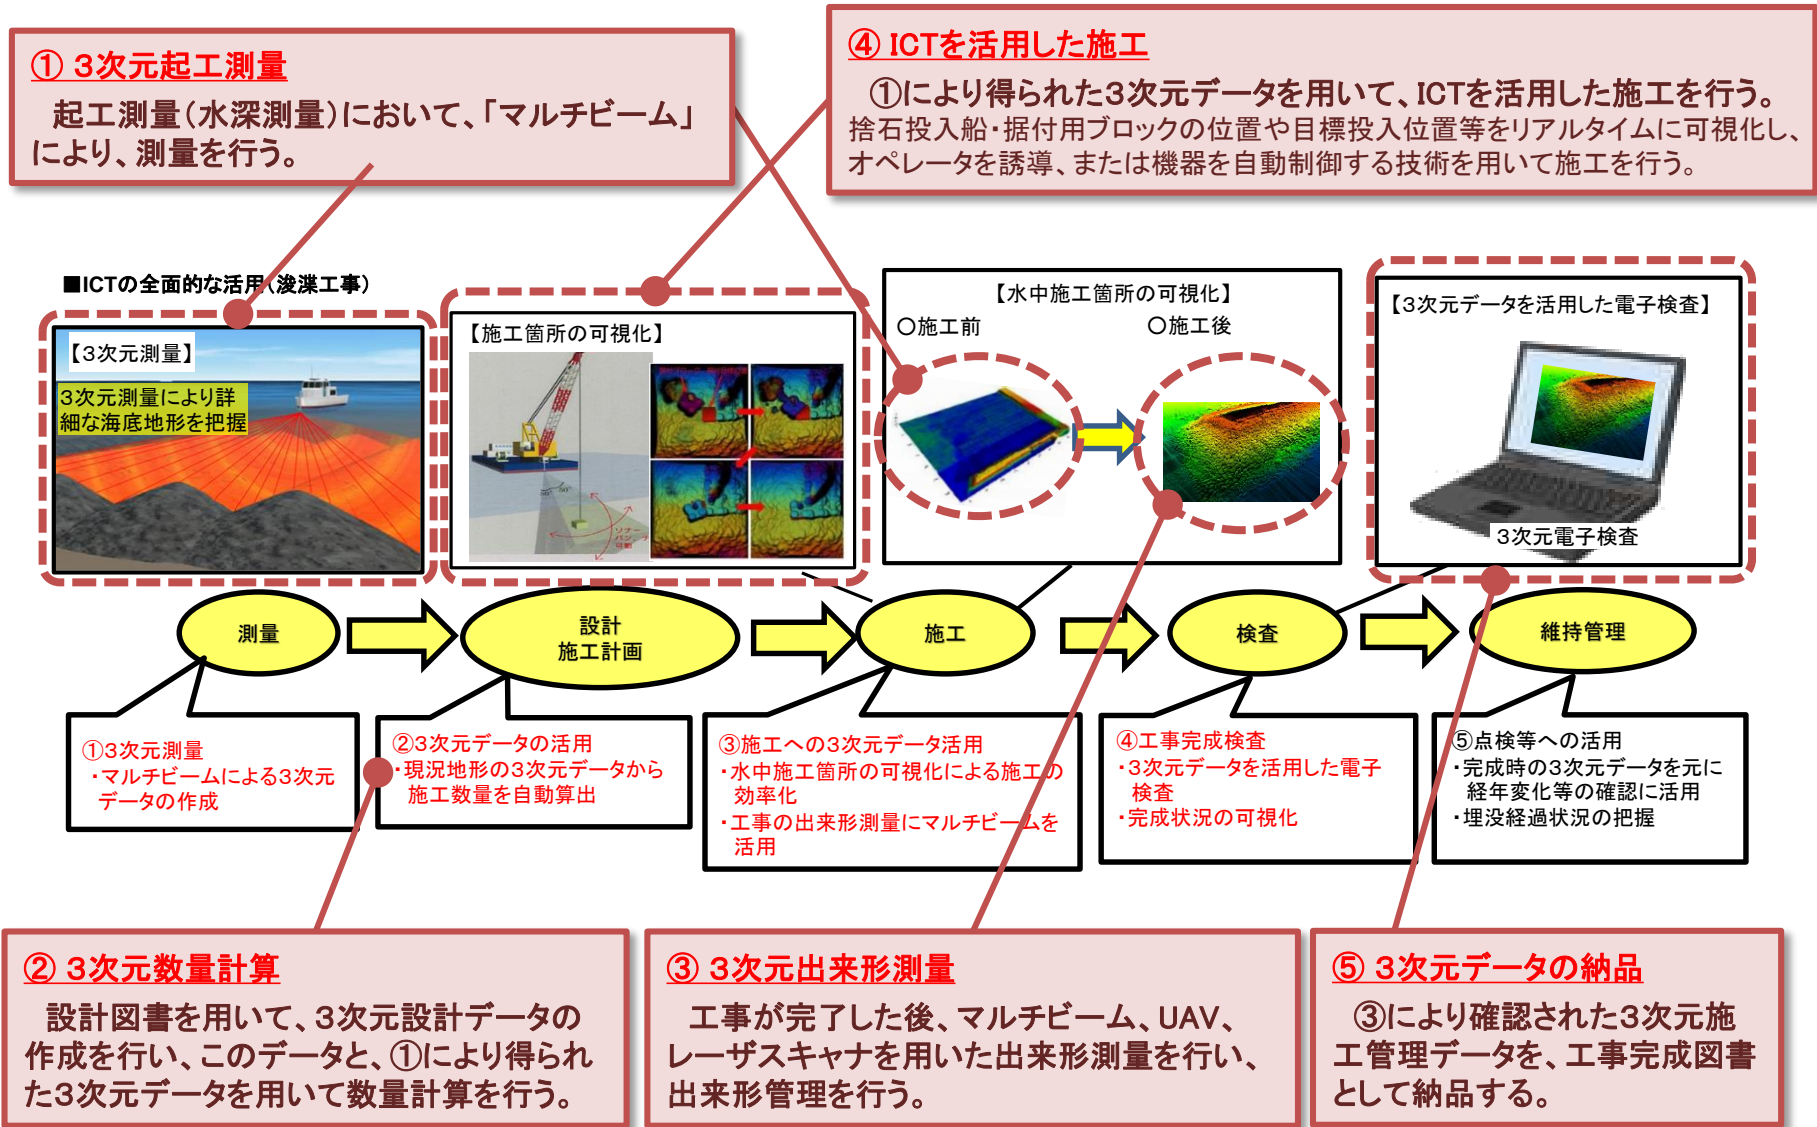 ① 3次元起工測量
起工測量(水深測量)において、「マルチビーム」
により、測量を行う。
④ ICTを活用した施工
①により得られた3次元データを用いて、ICTを活用した施工を行う。
捨石投入船・据付用ブロックの位置や目標投入位置等をリアルタイムに可視化し、
オペレータを誘導、または機器を自動制御する技術を用いて施工を行う。
■ICTの全面的な活用(浚渫工事)
【3次元測量】
3次元測量により詳
細な海底地形を把握
【施工箇所の可視化】
【水中施工箇所の可視化】
○施工前
○施工後
【3次元データを活用した電子検査】
3次元電子検査
測量
設計
施工計画
施工
検査
維持管理
①3次元測量
・マルチビームによる3次元
データの作成
②3次元データの活用
・現況地形の3次元データから
施工数量を自動算出
③施工への3次元データ活用
・水中施工箇所の可視化による施工の
効率化
・工事の出来形測量にマルチビームを
活用
④工事完成検査
・3次元データを活用した電子
検査
・完成状況の可視化
⑤点検等への活用
・完成時の3次元データを元に
経年変化等の確認に活用
・埋没経過状況の把握
② 3次元数量計算
設計図書を用いて、3次元設計データの
作成を行い、このデータと、①により得られ
た3次元データを用いて数量計算を行う。
③ 3次元出来形測量
工事が完了した後、マルチビーム、UAV、
レーザスキャナを用いた出来形測量を行い、
出来形管理を行う。
⑤ 3次元データの納品
③により確認された3次元施
工管理データを、工事完成図書
として納品する。